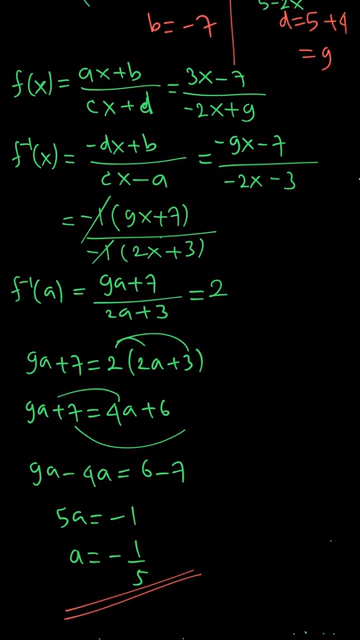 5-2x
b = -7 d = 5 + 4
= 9
f(x) = ax+b/cx+d = 3x-7/-2x+9
f⁻¹(x) = -dx+b/cx-a = -9x-7/-2x-3
= -1(9x+7)/-1(2x+3)
f⁻¹(a) = 9a+7/2a+3 = 2
9a+7 = 2(2a+3)
9a+7 = 4a+6
9a-4a = 6-7
5a = -1
a = -1/5